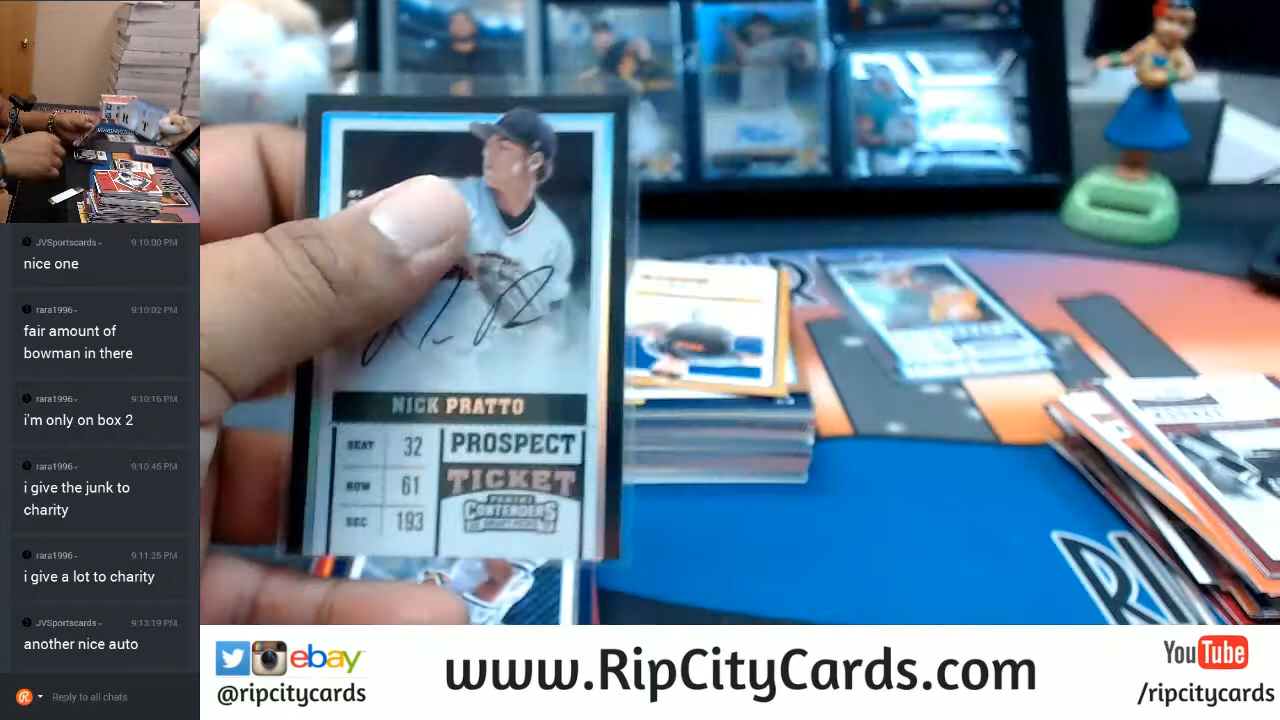 JVSportscards 9:10:00 PM
nice one
rara1996 9:10:02 PM
fair amount of
bowman in there
rara1996 9:10:16 PM
i'm only on box 2
rara1996 9:10:45 PM
i give the junk to
charity
rara1996 9:11:25 PM
i give a lot to charity
JVSportscards 9:13:19 PM
another nice auto
Reply to all chats
NICK PRATTO
SEAT 32
ROW 61
SEC 193
PROSPECT
TICKET
PANINI
CONTENDERS
RI
ebay
@ripcitycards
www.RipCityCards.com
YouTube
/ripcitycards